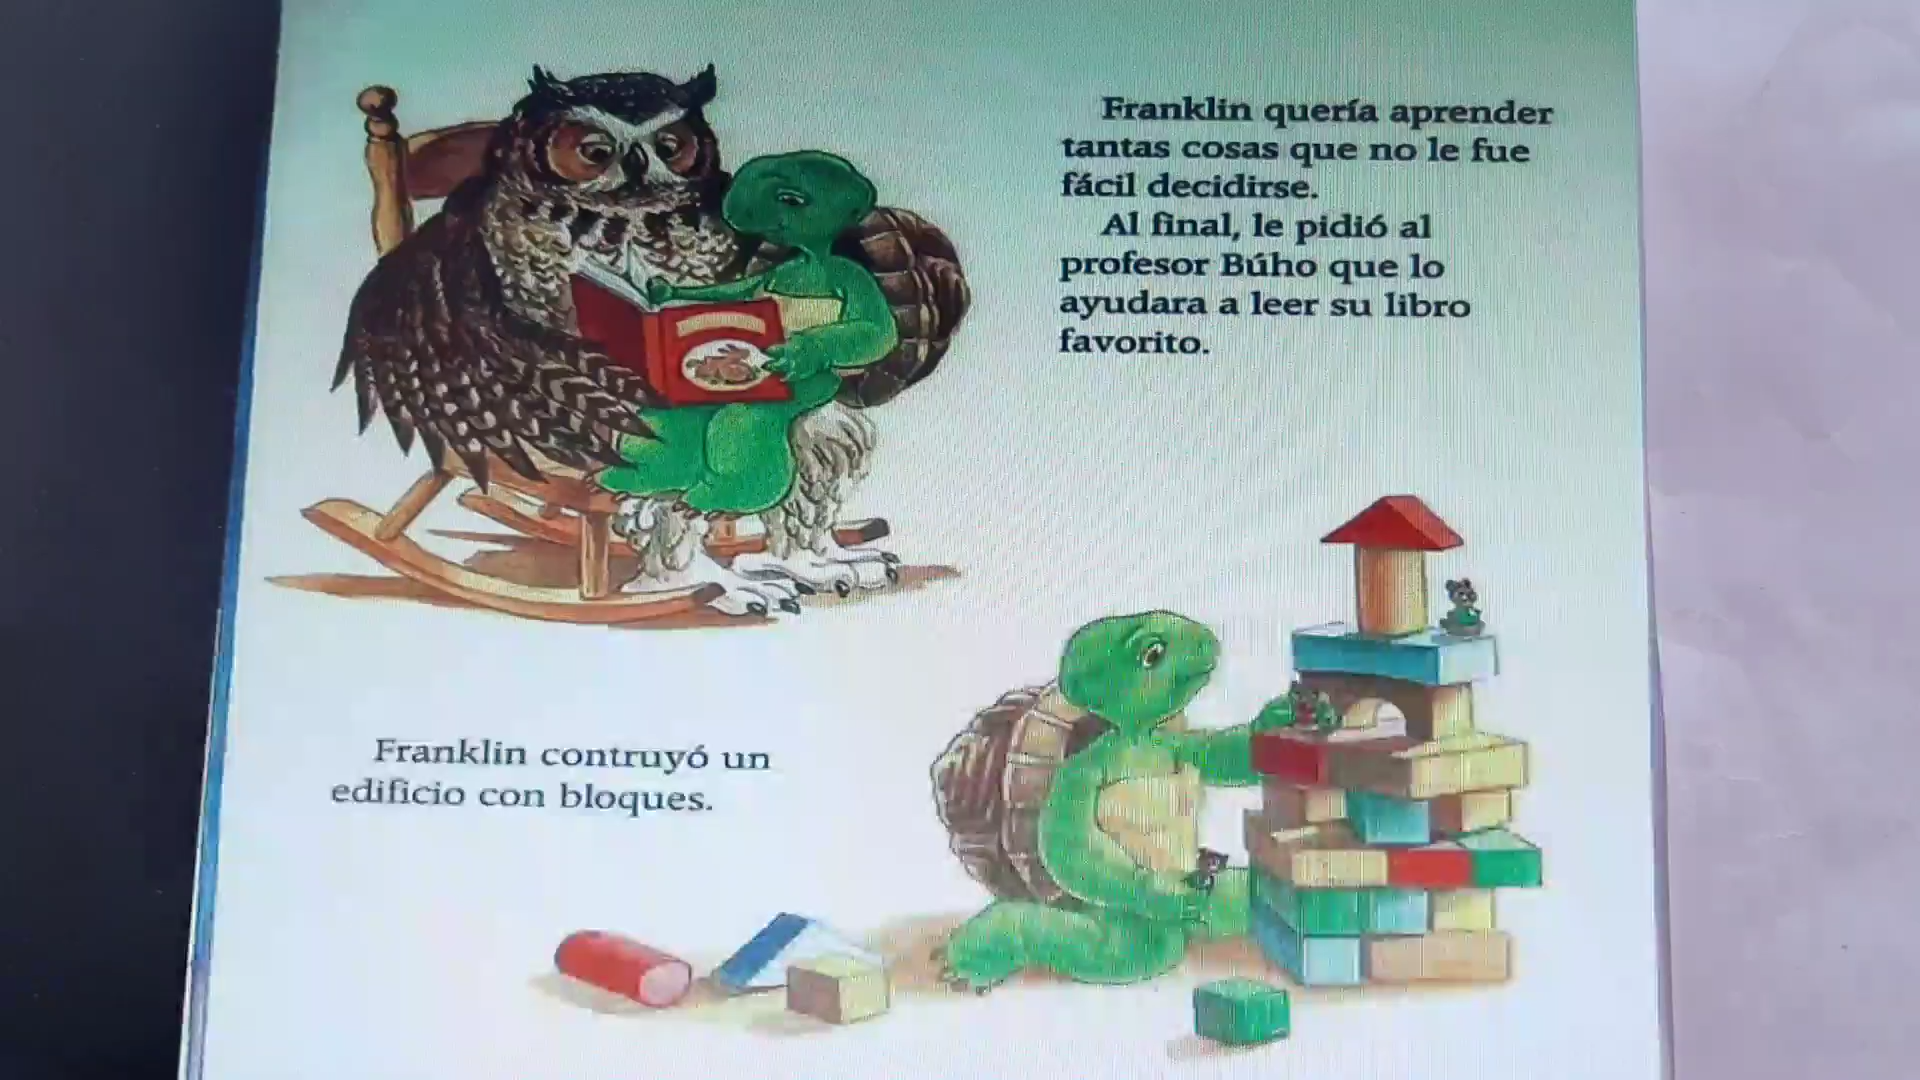 Franklin quería aprender
tantas cosas que no le fue
fácil decidirse.
Al final, le pidió al
profesor Búho que lo
ayudara a leer su libro
favorito.
Franklin contruyó un
edificio con bloques.